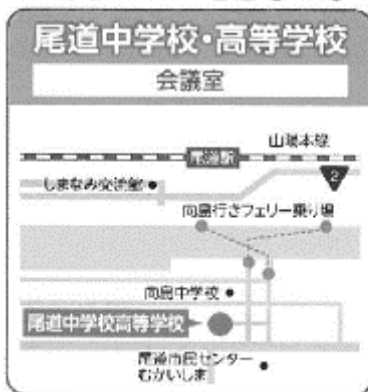 尾道中学校・高等学校
会議室
山陽本線
尾道駅
2
しまなみ交流館
向島行きフェリー乗り場
向島中学校
尾道中学校高等学校
尾道市民センター
むかいしま